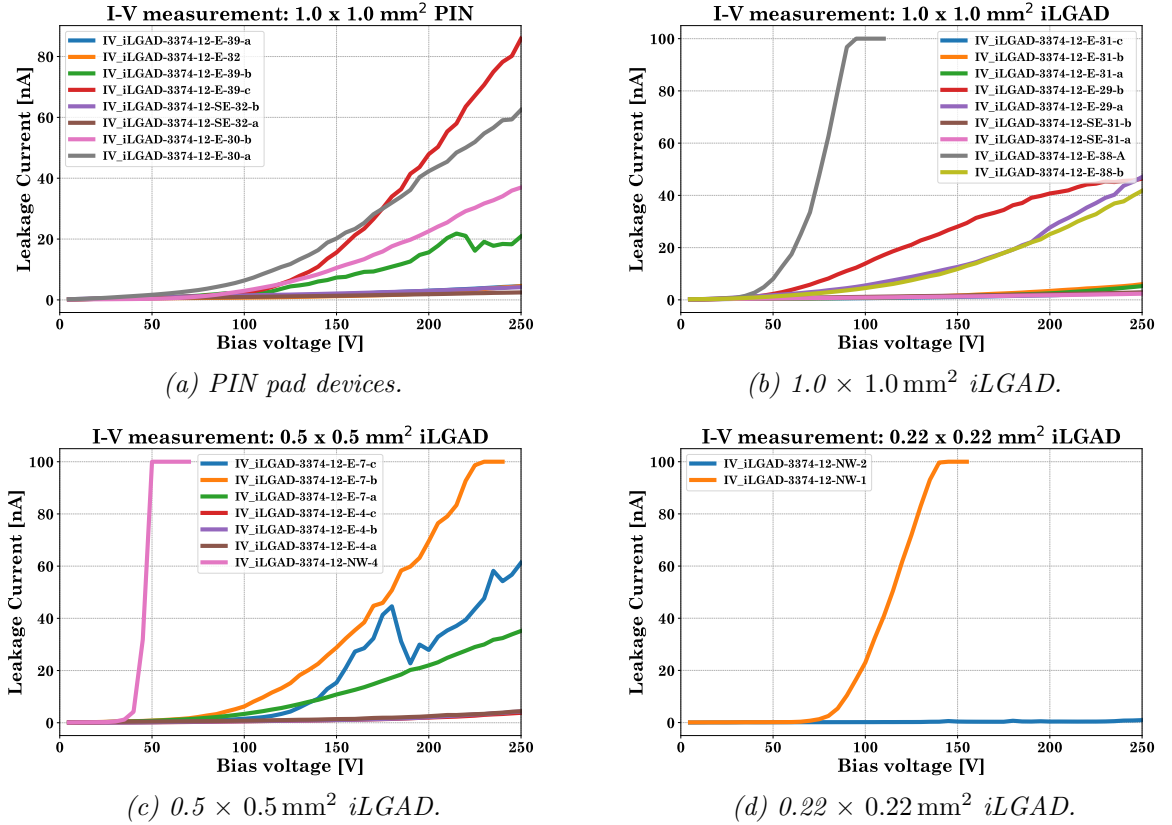 I-V measurement: 1.0 x 1.0 mm² PIN
Leakage Current [nA]
80
60
40
20
0
IV_iLGAD-3374-12-E-39-a
IV_iLGAD-3374-12-E-32
IV_iLGAD-3374-12-E-39-b
IV_iLGAD-3374-12-E-39-c
IV_iLGAD-3374-12-SE-32-b
IV_iLGAD-3374-12-SE-32-a
IV_iLGAD-3374-12-E-30-b
IV_iLGAD-3374-12-E-30-a
0 50 100 150 200 250
Bias voltage [V]
(a) PIN pad devices.
I-V measurement: 1.0 x 1.0 mm² iLGAD
Leakage Current [nA]
100
80
60
40
20
0
IV_iLGAD-3374-12-E-31-c
IV_iLGAD-3374-12-E-31-b
IV_iLGAD-3374-12-E-31-a
IV_iLGAD-3374-12-E-29-b
IV_iLGAD-3374-12-E-29-a
IV_iLGAD-3374-12-SE-31-b
IV_iLGAD-3374-12-SE-31-a
IV_iLGAD-3374-12-E-38-A
IV_iLGAD-3374-12-E-38-b
0 50 100 150 200 250
Bias voltage [V]
(b) 1.0 × 1.0 mm² iLGAD.
I-V measurement: 0.5 x 0.5 mm² iLGAD
Leakage Current [nA]
100
80
60
40
20
0
IV_iLGAD-3374-12-E-7-c
IV_iLGAD-3374-12-E-7-b
IV_iLGAD-3374-12-E-7-a
IV_iLGAD-3374-12-E-4-c
IV_iLGAD-3374-12-E-4-b
IV_iLGAD-3374-12-E-4-a
IV_iLGAD-3374-12-NW-4
0 50 100 150 200 250
Bias voltage [V]
(c) 0.5 × 0.5 mm² iLGAD.
I-V measurement: 0.22 x 0.22 mm² iLGAD
Leakage Current [nA]
100
80
60
40
20
0
IV_iLGAD-3374-12-NW-2
IV_iLGAD-3374-12-NW-1
0 50 100 150 200 250
Bias voltage [V]
(d) 0.22 × 0.22 mm² iLGAD.